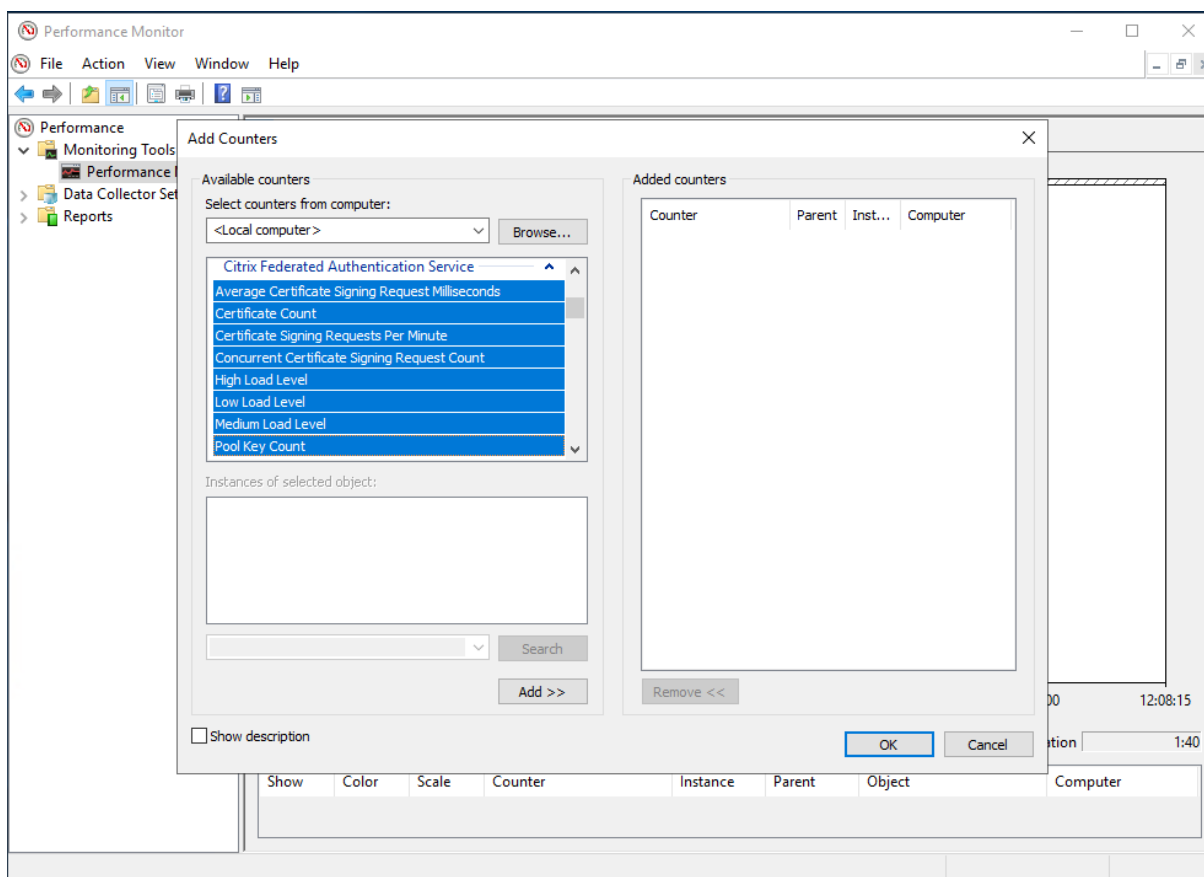 Performance Monitor
File Action View Window Help
Performance
Monitoring Tools
Performance
Data Collector Set
Reports
Add Counters
Available counters
Select counters from computer:
<Local computer>
Browse...
Citrix Federated Authentication Service
Average Certificate Signing Request Milliseconds
Certificate Count
Certificate Signing Requests Per Minute
Concurrent Certificate Signing Request Count
High Load Level
Low Load Level
Medium Load Level
Pool Key Count
Instances of selected object:
Search
Add >>
Show description
Added counters
Counter Parent Inst... Computer
Remove <<
OK Cancel
12:08:15
1:40
Show Color Scale Counter Instance Parent Object Computer